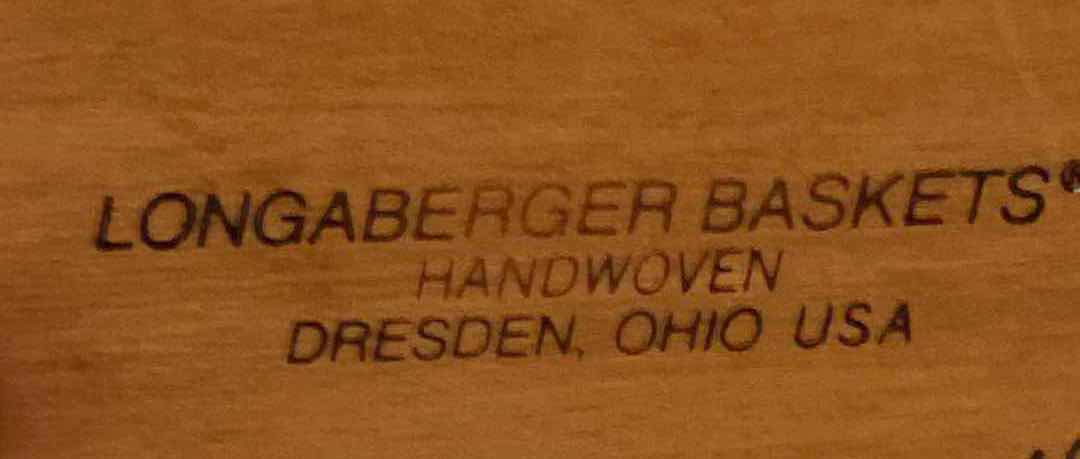 LONGABERGER BASKETS®
HANDWOVEN
DRESDEN, OHIO USA